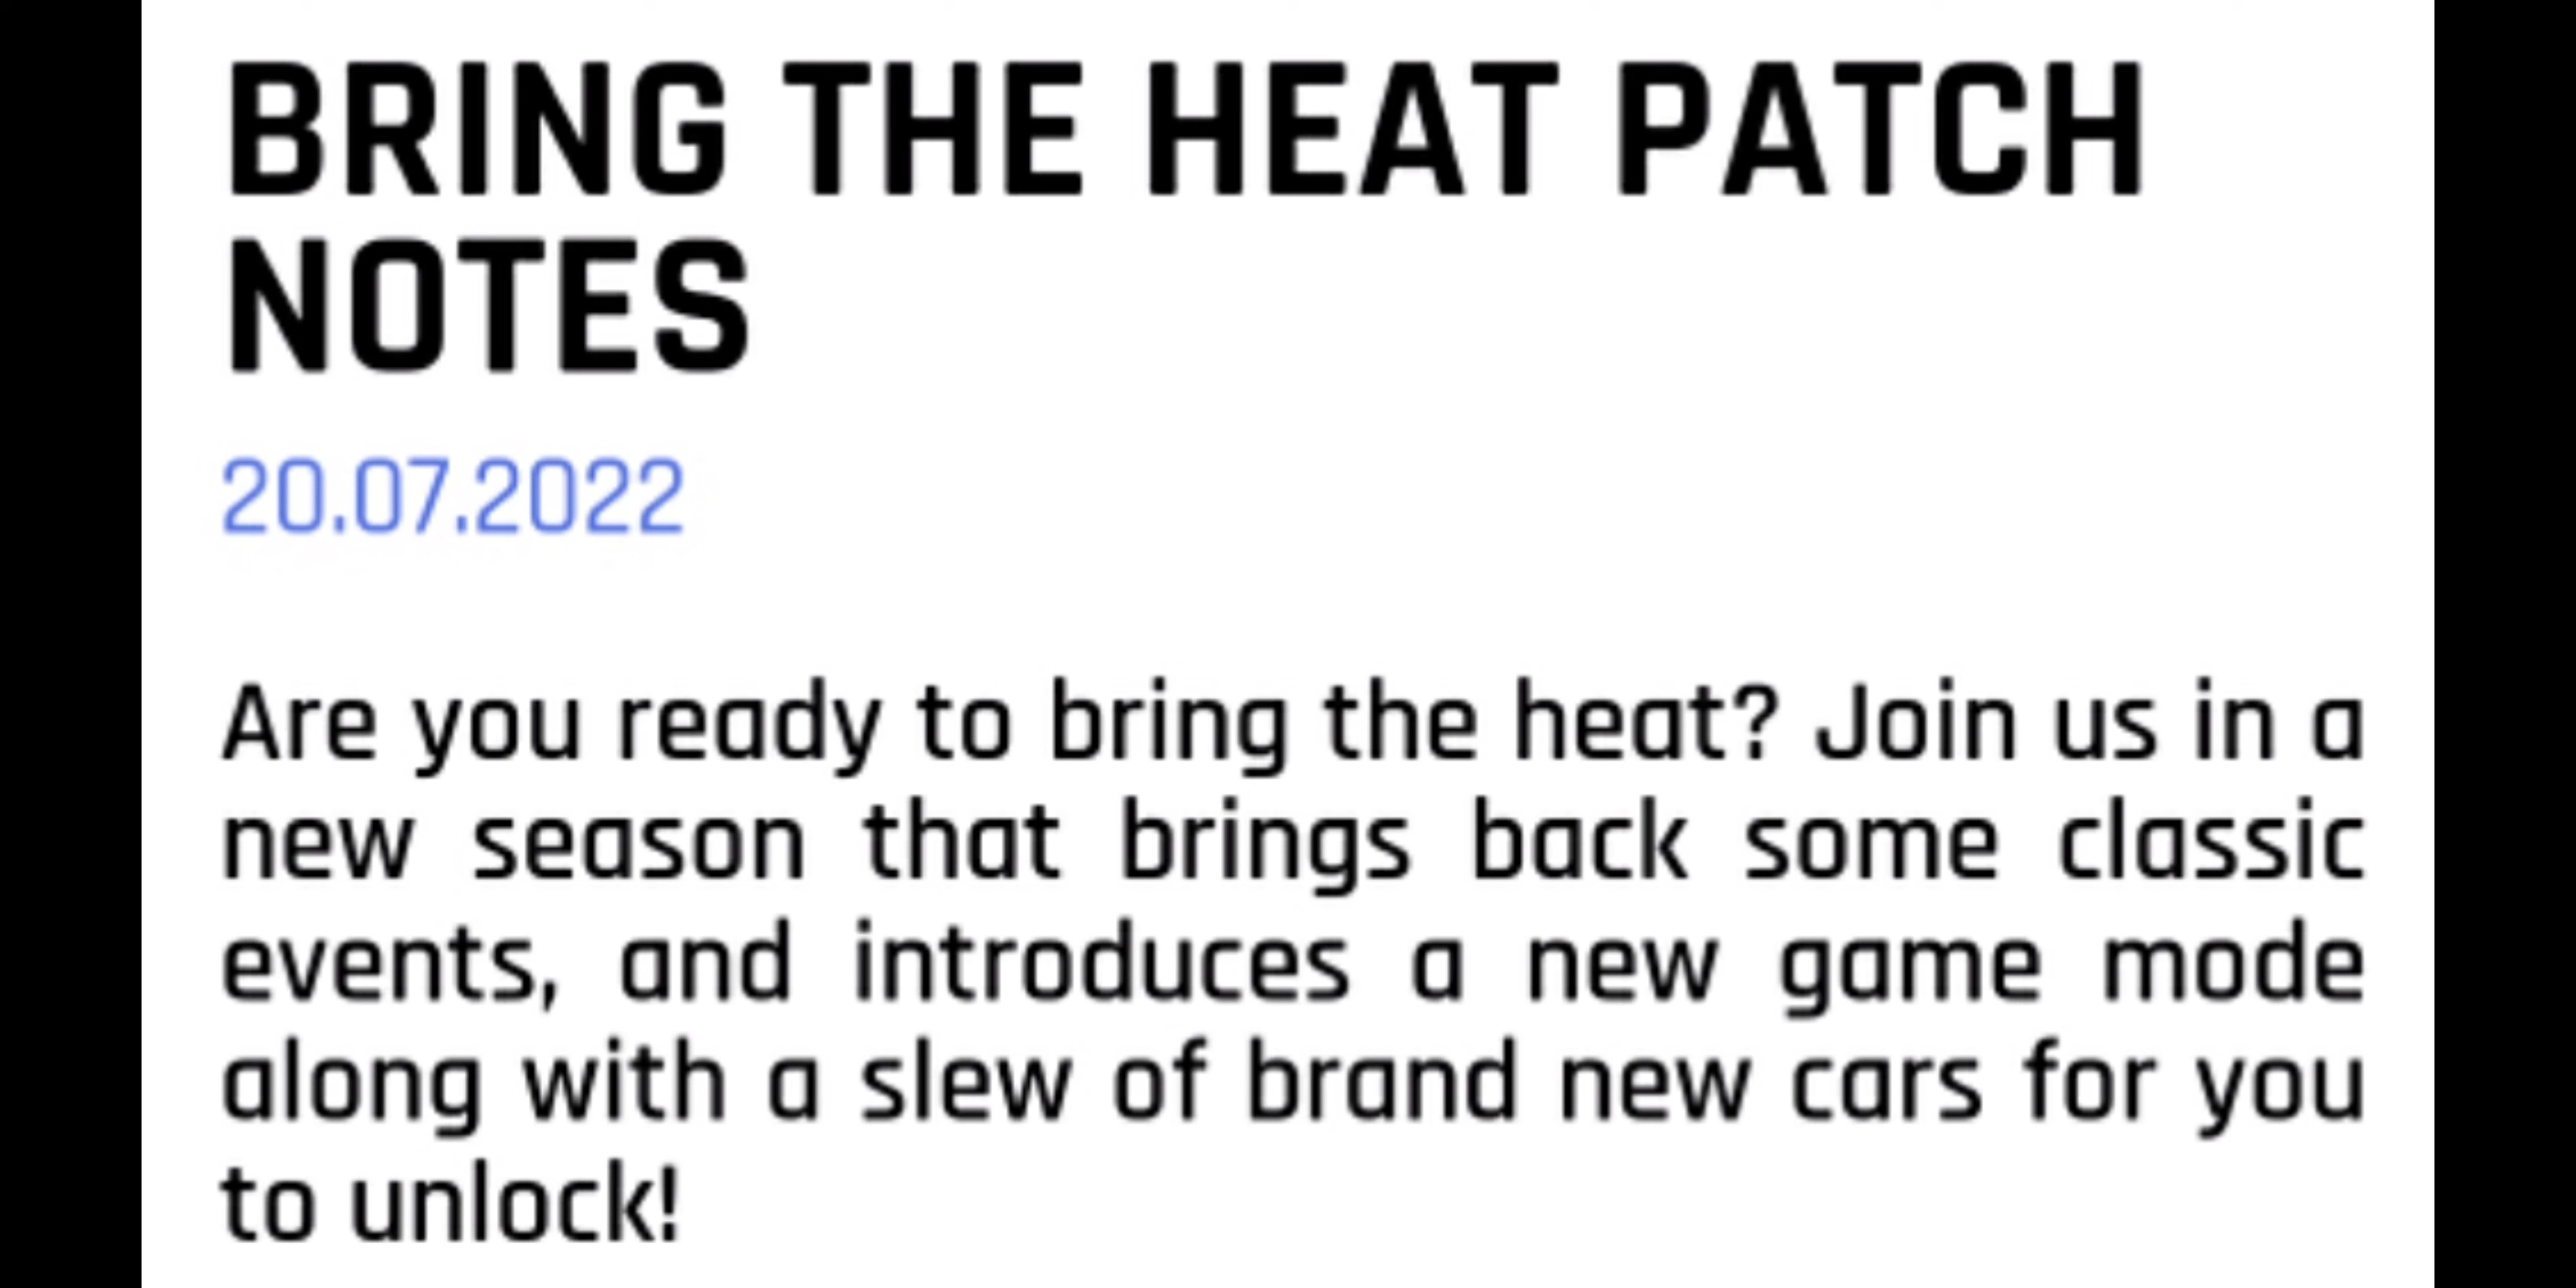 BRING THE HEAT PATCH
NOTES
20.07.2022
Are you ready to bring the heat? Join us in a
new season that brings back some classic
events, and introduces a new game mode
along with a slew of brand new cars for you
to unlock!